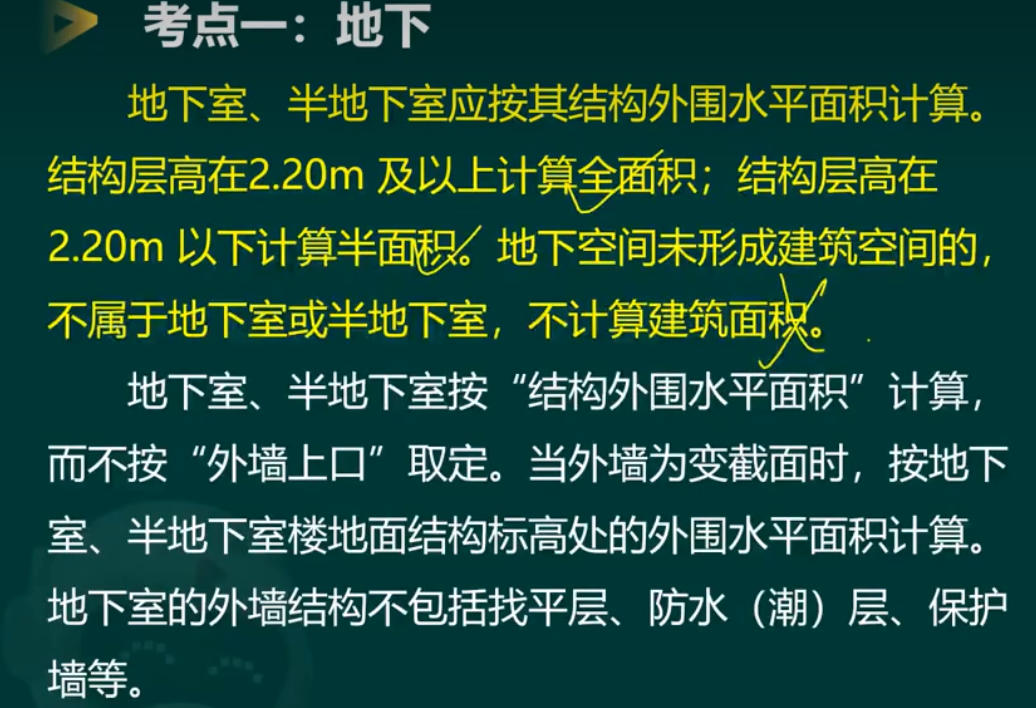 考点一：地下
地下室、半地下室应按其结构外围水平面积计算。
结构层高在2.20m 及以上计算全面积；结构层高在
2.20m 以下计算半面积。地下空间未形成建筑空间的，
不属于地下室或半地下室，不计算建筑面积。
地下室、半地下室按“结构外围水平面积”计算，
而不按“外墙上口”取定。当外墙为变截面时，按地下
室、半地下室楼地面结构标高处的外围水平面积计算。
地下室的外墙结构不包括找平层、防水（潮）层、保护
墙等。